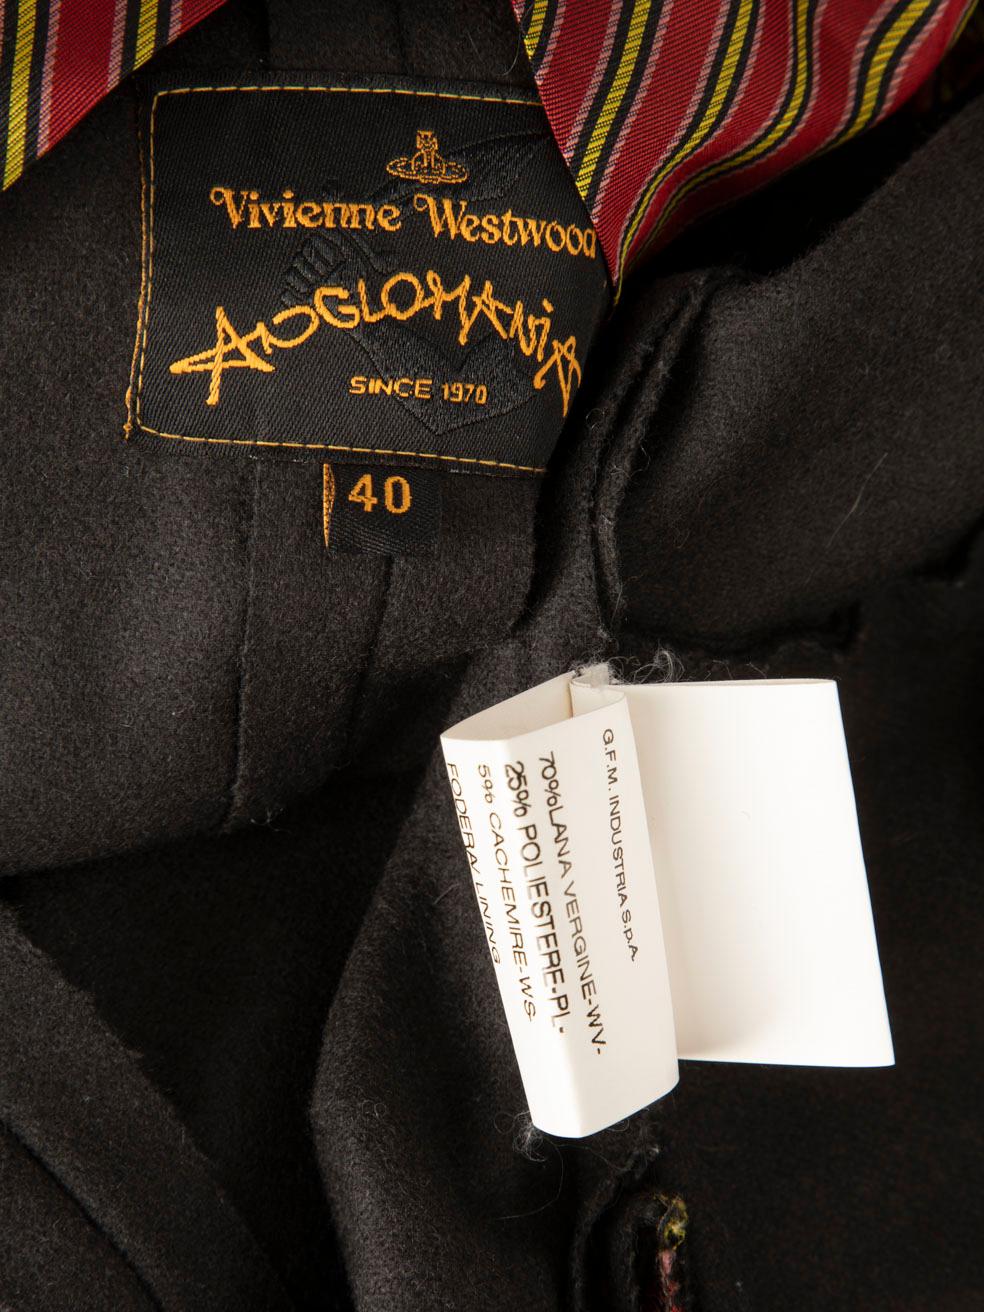 Vivienne Westwood
ANGLOMANIA
SINCE 1970
40
G.F.M. INDUSTRIA S.p.A.
70%LANA VERGINE-WV-
25% POLIESTERE-PL-
5% CACHEMIRE-WS-
FODERA/ LINING